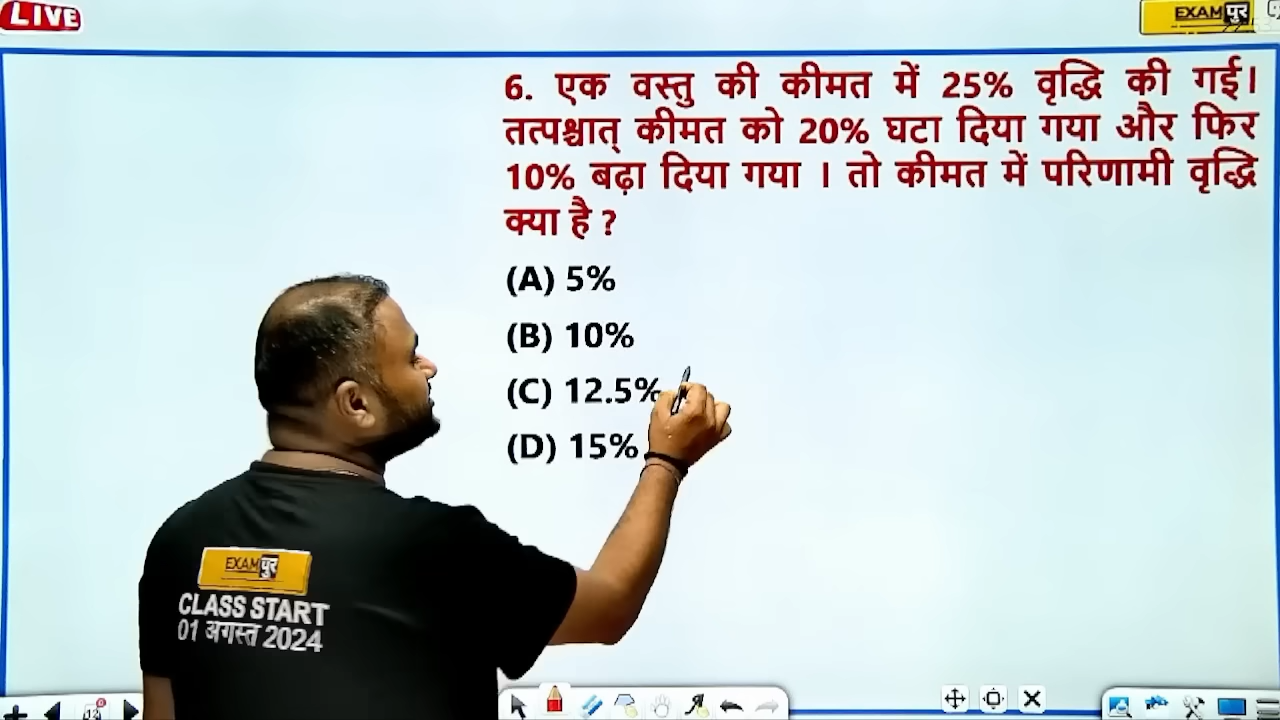 LIVE
EXAMपुर
6. एक वस्तु की कीमत में 25% वृद्धि की गई।
तत्पश्चात् कीमत को 20% घटा दिया गया और फिर
10% बढ़ा दिया गया । तो कीमत में परिणामी वृद्धि
क्या है ?
(A) 5%
(B) 10%
(C) 12.5%
(D) 15%
EXAMपुर
CLASS START
01 अगस्त 2024